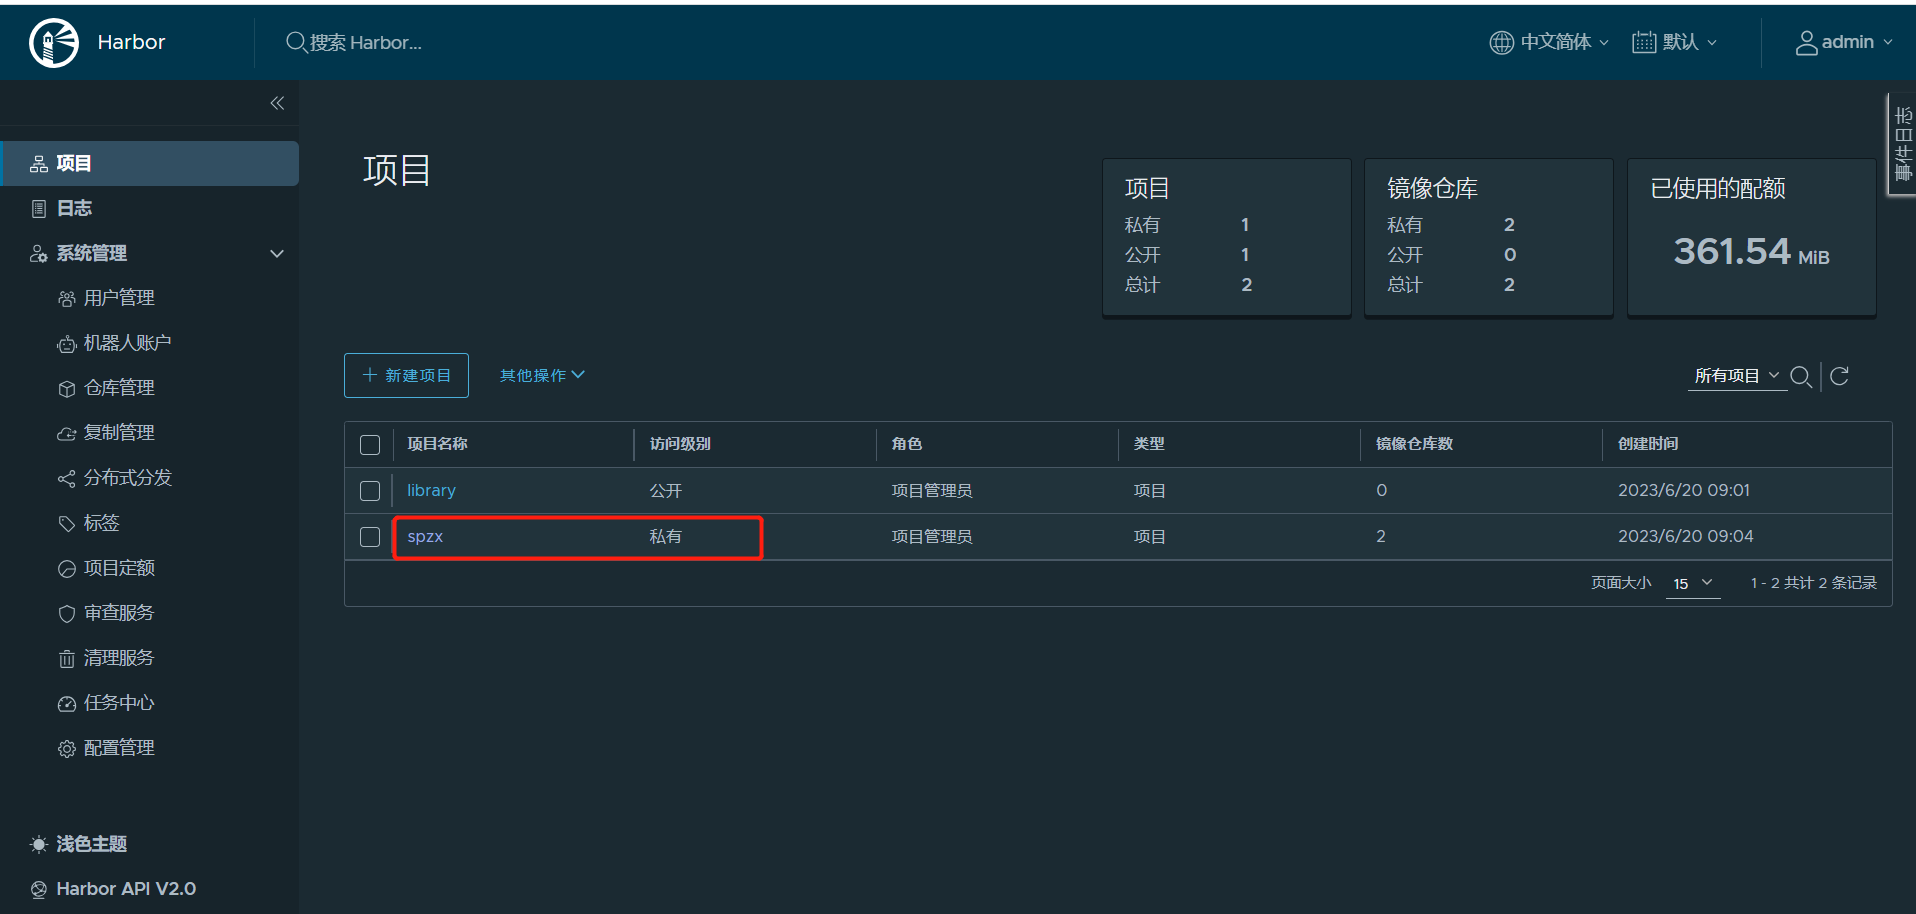 Harbor
搜索 Harbor...
中文简体
默认
admin
事件日志
项目
日志
系统管理
用户管理
机器人账户
仓库管理
复制管理
分布式分发
标签
项目定额
审查服务
清理服务
任务中心
配置管理
浅色主题
Harbor API V2.0
项目
项目
私有 1
公开 1
总计 2
镜像仓库
私有 2
公开 0
总计 2
已使用的配额
361.54 MiB
新建项目
其他操作
所有项目
项目名称 访问级别 角色 类型 镜像仓库数 创建时间
library 公开 项目管理员 项目 0 2023/6/20 09:01
spzx 私有 项目管理员 项目 2 2023/6/20 09:04
页面大小 15 1 - 2 共计 2 条记录